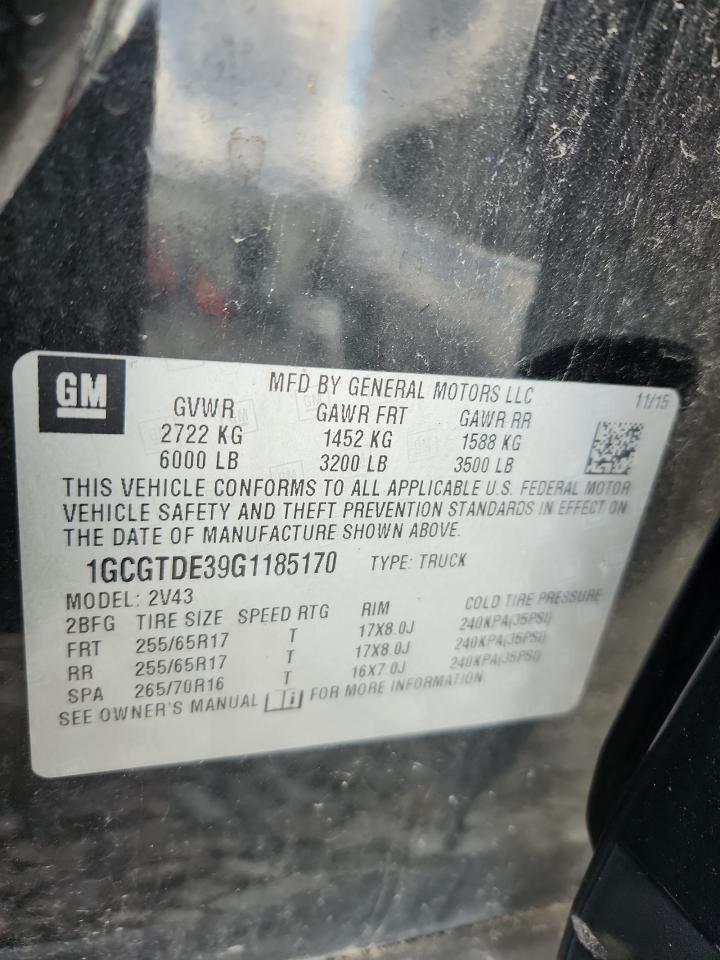 GM
MFD BY GENERAL MOTORS LLC 11/15
GVWR GAWR FRT GAWR RR
2722 KG 1452 KG 1588 KG
6000 LB 3200 LB 3500 LB
THIS VEHICLE CONFORMS TO ALL APPLICABLE U.S. FEDERAL MOTOR
VEHICLE SAFETY AND THEFT PREVENTION STANDARDS IN EFFECT ON
THE DATE OF MANUFACTURE SHOWN ABOVE.
1GCGTDE39G1185170 TYPE: TRUCK
MODEL: 2V43
2BFG TIRE SIZE SPEED RTG RIM COLD TIRE PRESSURE
FRT 255/65R17 T 17X8.0J 240KPA(35PSI)
RR 255/65R17 T 17X8.0J 240KPA(35PSI)
SPA 265/70R16 T 16X7.0J 240KPA(35PSI)
SEE OWNER'S MANUAL i FOR MORE INFORMATION.